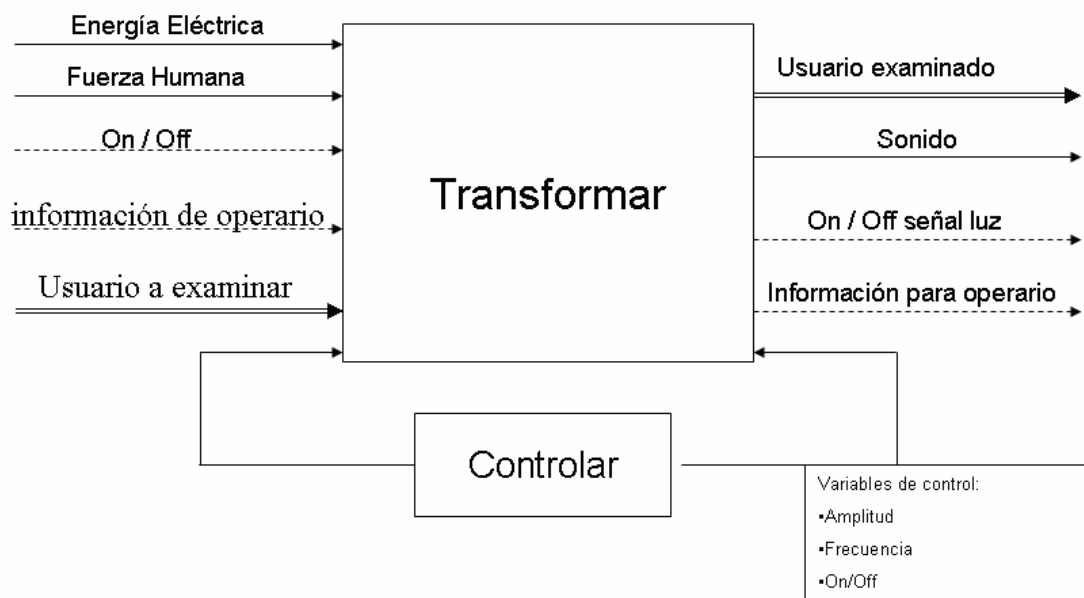 Energía Eléctrica
Fuerza Humana
On / Off
información de operario
Usuario a examinar
Transformar
Usuario examinado
Sonido
On / Off señal luz
Información para operario
Controlar
Variables de control:
▪Amplitud
▪Frecuencia
▪On/Off